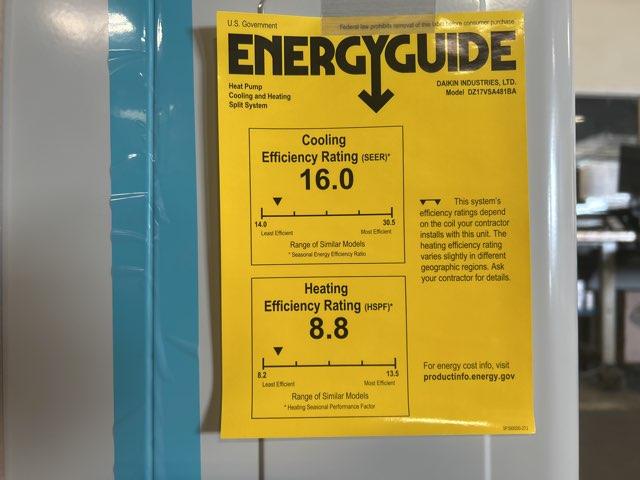 U.S. Government
Federal law prohibits removal of this label before consumer purchase.
ENERGYGUIDE
Heat Pump
Cooling and Heating
Split System
DAIKIN INDUSTRIES, LTD.
Model DZ17VSA481BA
Cooling
Efficiency Rating (SEER)*
16.0
14.0
30.5
Least Efficient
Most Efficient
Range of Similar Models
* Seasonal Energy Efficiency Ratio
Heating
Efficiency Rating (HSPF)*
8.8
8.2
13.5
Least Efficient
Most Efficient
Range of Similar Models
* Heating Seasonal Performance Factor
This system's
efficiency ratings depend
on the coil your contractor
installs with this unit. The
heating efficiency rating
varies slightly in different
geographic regions. Ask
your contractor for details.
For energy cost info, visit
productinfo.energy.gov